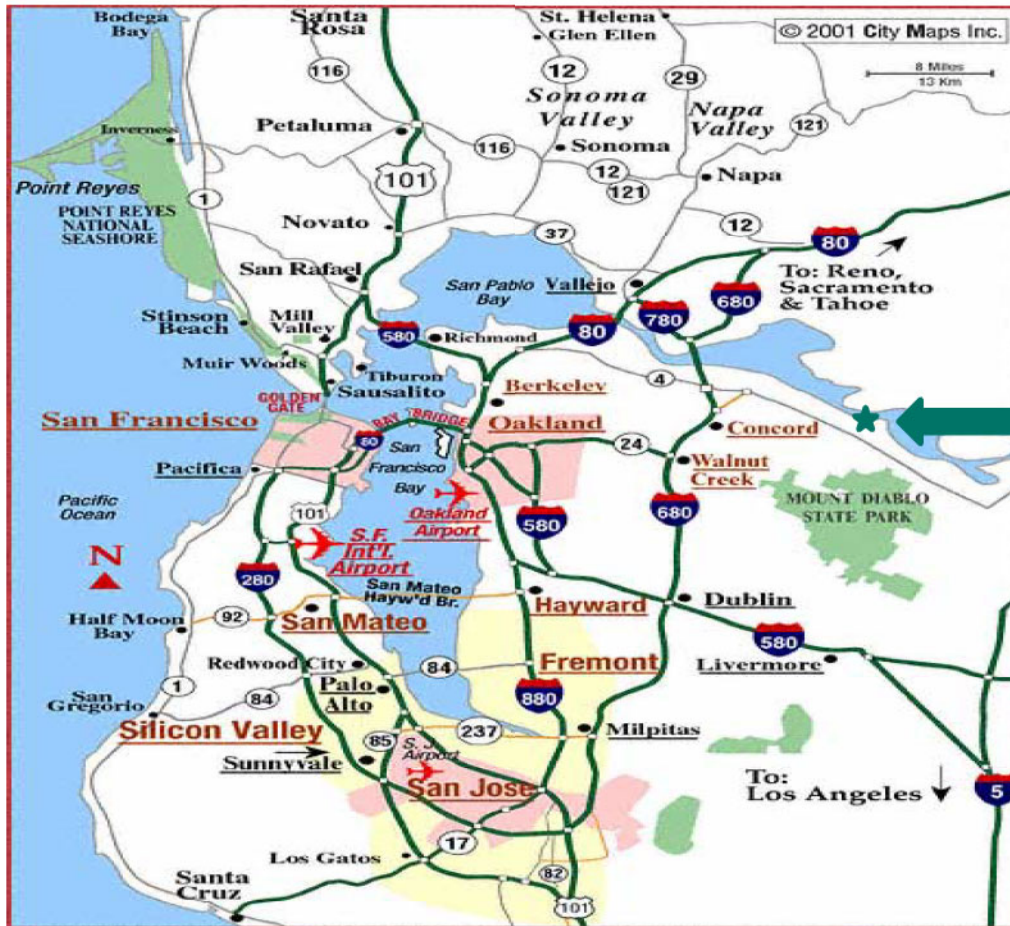 Bodega
Bay
Santa
Rosa
St. Helena
Glen Ellen
© 2001 City Maps Inc.
8 Miles
13 Km
116
12
29
Sonoma
Valley
Napa
Valley
121
Inverness
Petaluma
116
Sonoma
101
12
121
Napa
Point Reyes
1
POINT REYES
NATIONAL
SEASHORE
Novato
37
12
80
To: Reno,
Sacramento
& Tahoe
San Rafael
San Pablo
Bay
Vallejo
680
780
Stinson
Beach
Mill
Valley
580
Richmond
80
Muir Woods
Tiburon
Sausalito
4
Berkeley
GOLDEN
GATE
San Francisco
BAY BRIDGE
Oakland
Concord
80
24
Pacifica
San
Francisco
Bay
Walnut
Creek
Pacific
Ocean
101
Oakland
Airport
580
680
MOUNT DIABLO
STATE PARK
N
S.F.
Int'l.
Airport
280
San Mateo
Hayw'd Br.
Half Moon
Bay
92
San Mateo
Hayward
Dublin
580
Livermore
Redwood City
84
Fremont
1
San
Gregorio
84
Palo
Alto
880
Silicon Valley
85
237
Milpitas
S. J.
Airport
Sunnyvale
San Jose
To:
Los Angeles
5
17
Los Gatos
82
Santa
Cruz
101